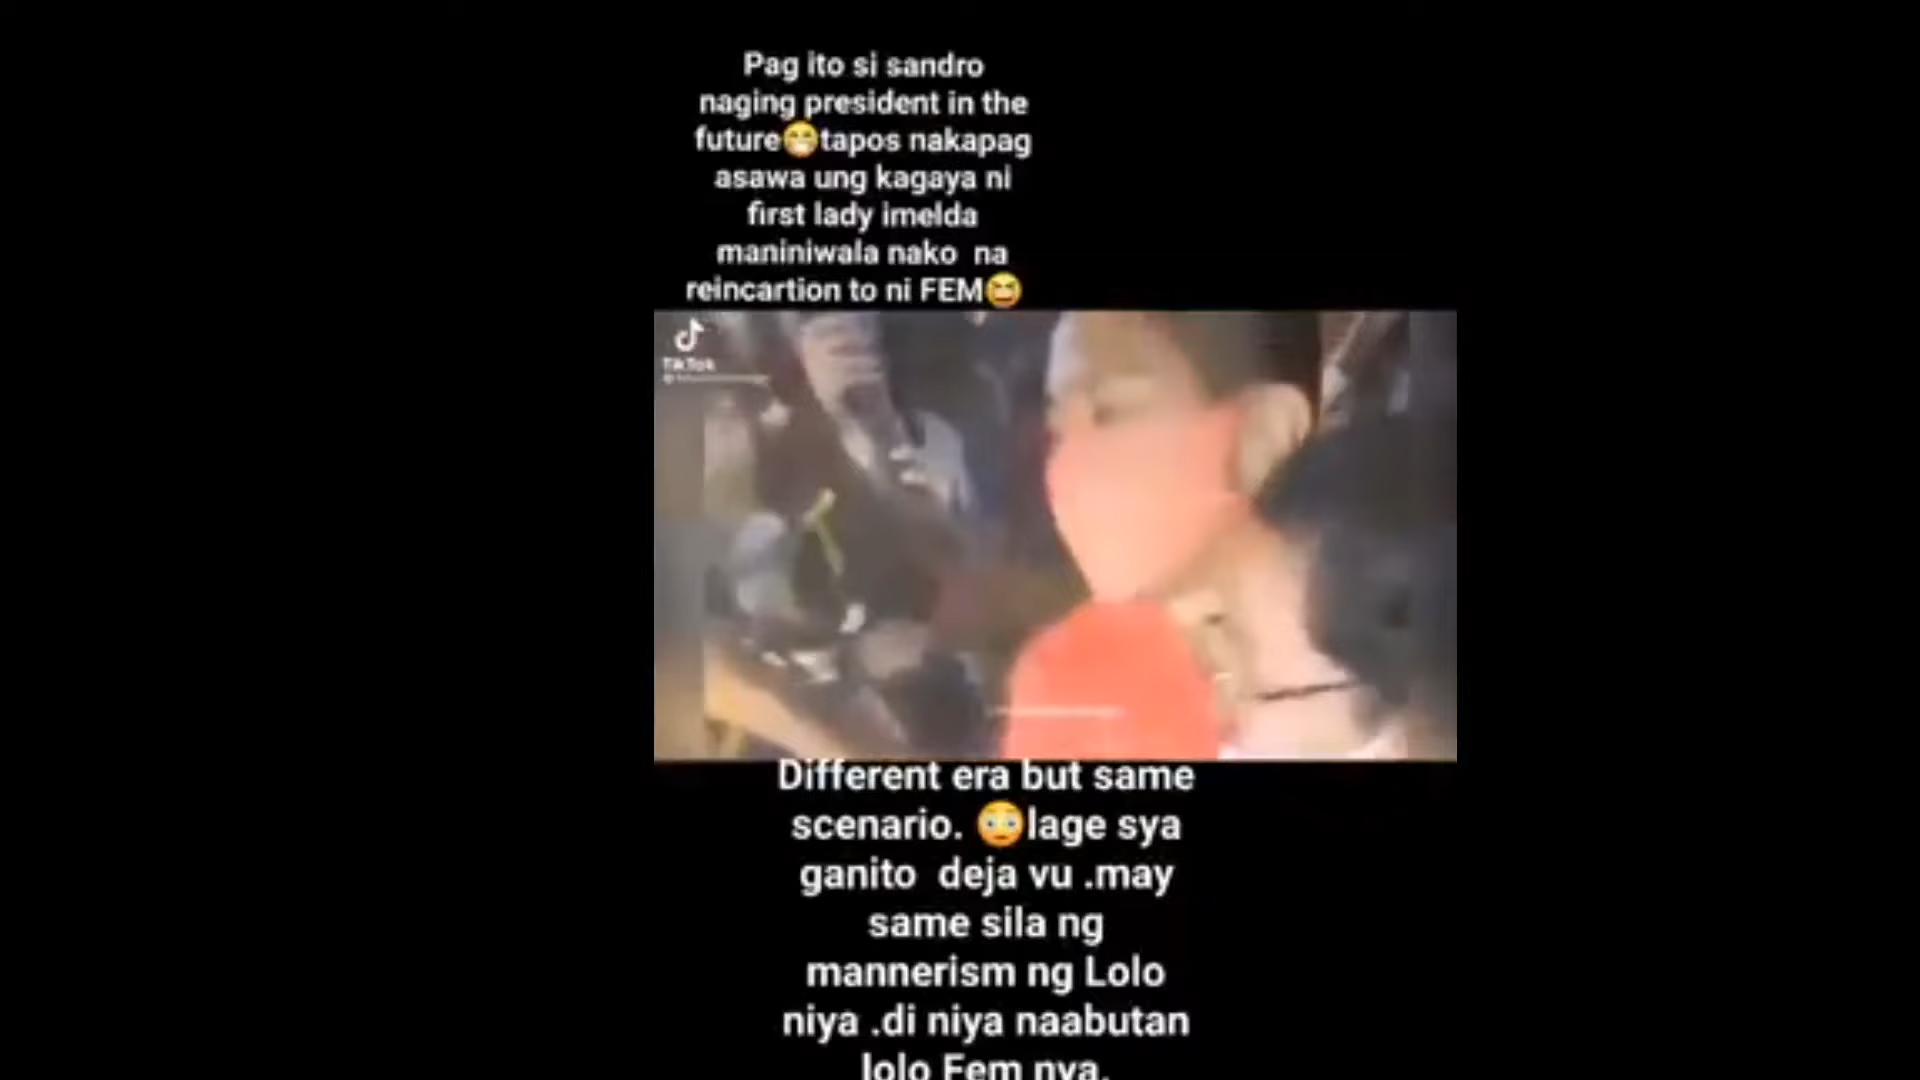 Pag ito si sandro
naging president in the
future😁tapos nakapag
asawa ung kagaya ni
first lady imelda
maniniwala nako na
reincartion to ni FEM😆
TikTok
Different era but same
scenario. 😳lage sya
ganito deja vu .may
same sila ng
mannerism ng Lolo
niya .di niya naabutan
lolo Fem nya.